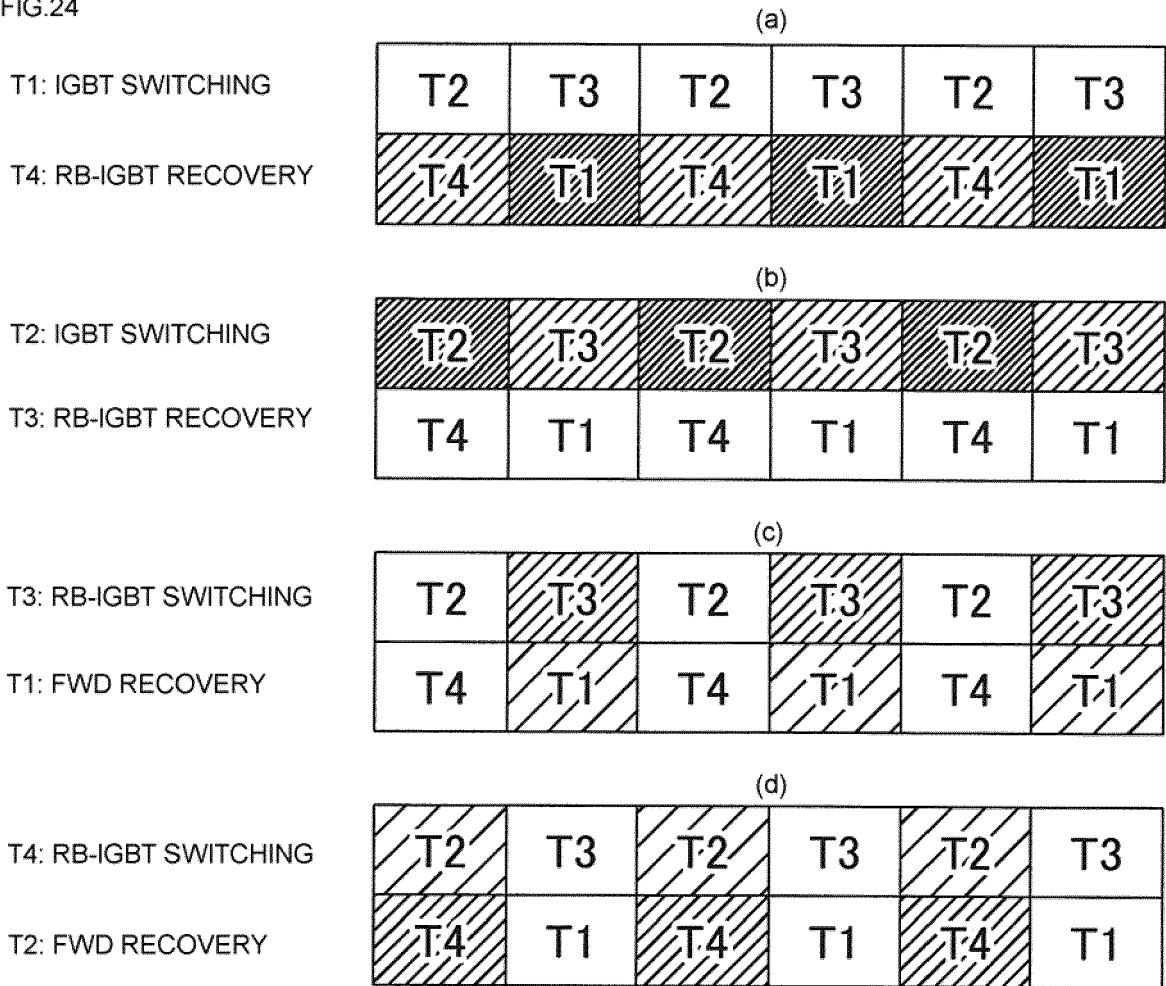 FIG.24
(a)
T1: IGBT SWITCHING
T2 T3 T2 T3 T2 T3
T4: RB-IGBT RECOVERY
T4 T1 T4 T1 T4 T1
(b)
T2: IGBT SWITCHING
T2 T3 T2 T3 T2 T3
T3: RB-IGBT RECOVERY
T4 T1 T4 T1 T4 T1
(c)
T3: RB-IGBT SWITCHING
T2 T3 T2 T3 T2 T3
T1: FWD RECOVERY
T4 T1 T4 T1 T4 T1
(d)
T4: RB-IGBT SWITCHING
T2 T3 T2 T3 T2 T3
T2: FWD RECOVERY
T4 T1 T4 T1 T4 T1